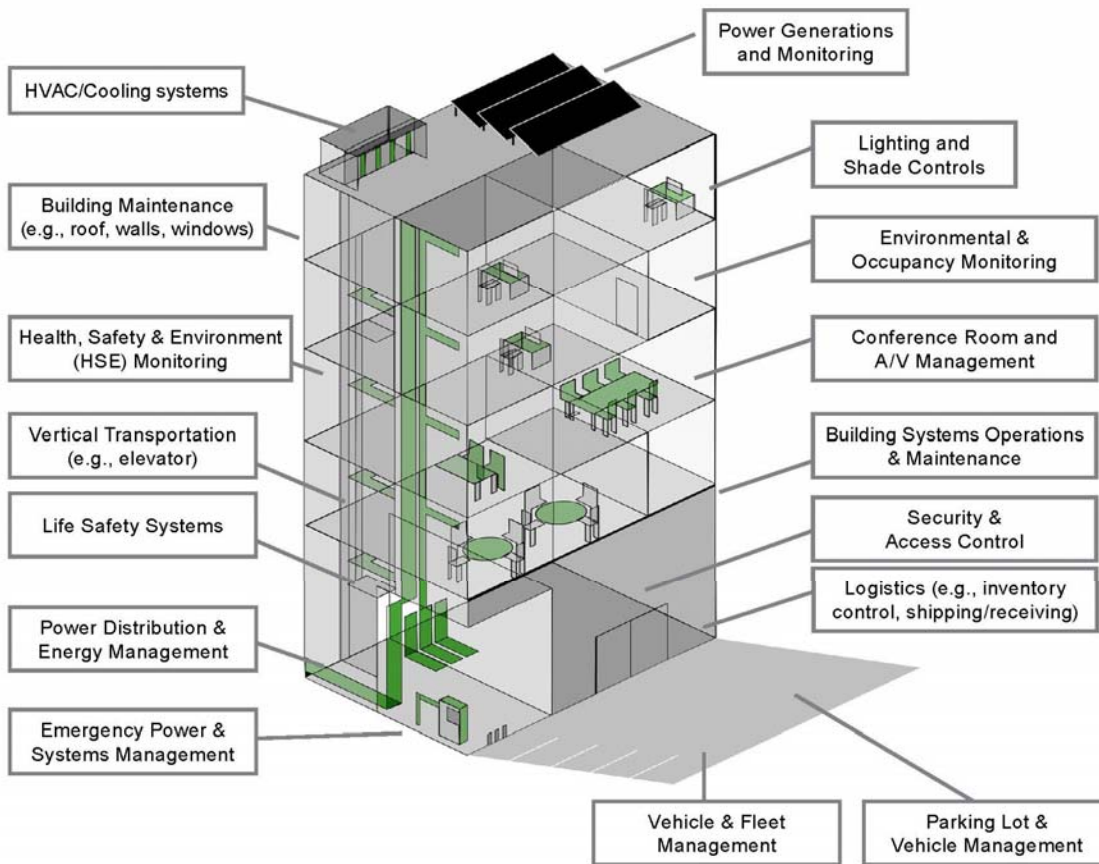 Power Generations
and Monitoring
HVAC/Cooling systems
Lighting and
Shade Controls
Building Maintenance
(e.g., roof, walls, windows)
Environmental &
Occupancy Monitoring
Health, Safety & Environment
(HSE) Monitoring
Conference Room and
A/V Management
Vertical Transportation
(e.g., elevator)
Building Systems Operations
& Maintenance
Life Safety Systems
Security &
Access Control
Logistics (e.g., inventory
control, shipping/receiving)
Power Distribution &
Energy Management
Emergency Power &
Systems Management
Vehicle & Fleet
Management
Parking Lot &
Vehicle Management